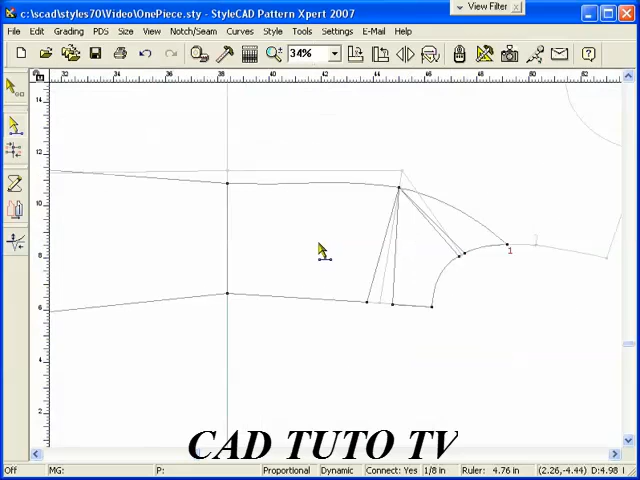 c:\scad\styles70\Video\OnePiece.sty - StyleCAD Pattern Xpert 2007
View Filter
File Edit Grading PDS Size View Notch/Seam Curves Style Tools Settings E-Mail Help
34%
32 36 38 40 42 44 46 48 50 52
14
12
10
8
6
4
2
1
CAD TUTO TV
Off MG: P: Proportional Dynamic Connect: Yes 1/8 in Ruler: 4.76 in (2.26,-4.44) D:4.98 I